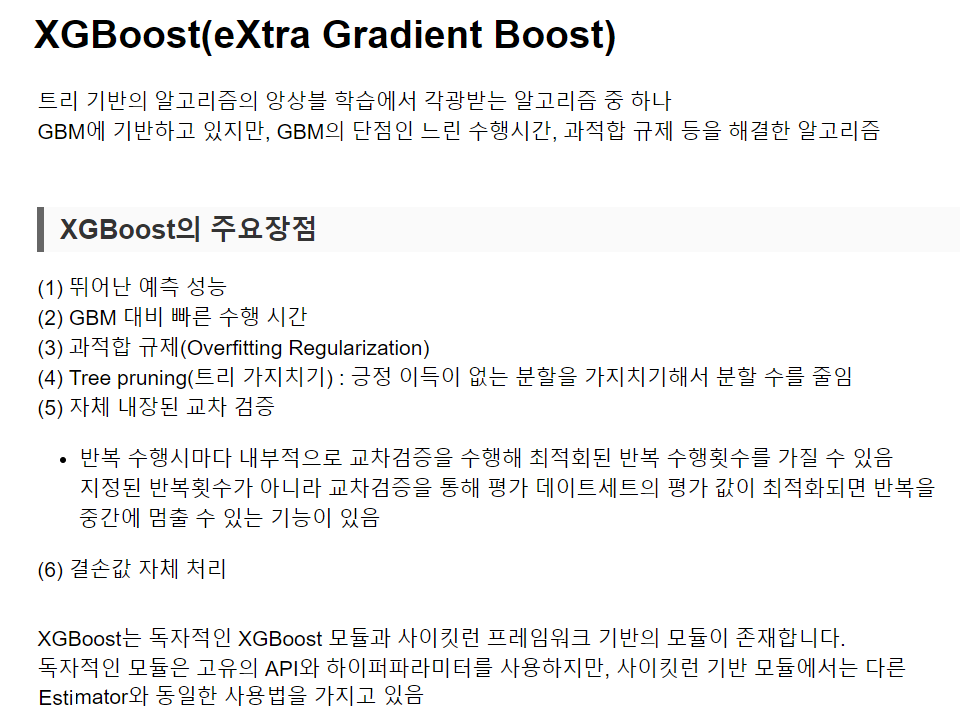 XGBoost(eXtra Gradient Boost)
트리 기반의 알고리즘의 앙상블 학습에서 각광받는 알고리즘 중 하나
GBM에 기반하고 있지만, GBM의 단점인 느린 수행시간, 과적합 규제 등을 해결한 알고리즘
XGBoost의 주요장점
(1) 뛰어난 예측 성능
(2) GBM 대비 빠른 수행 시간
(3) 과적합 규제(Overfitting Regularization)
(4) Tree pruning(트리 가지치기) : 긍정 이득이 없는 분할을 가지치기해서 분할 수를 줄임
(5) 자체 내장된 교차 검증
• 반복 수행시마다 내부적으로 교차검증을 수행해 최적회된 반복 수행횟수를 가질 수 있음
지정된 반복횟수가 아니라 교차검증을 통해 평가 데이트세트의 평가 값이 최적화되면 반복을
중간에 멈출 수 있는 기능이 있음
(6) 결손값 자체 처리
XGBoost는 독자적인 XGBoost 모듈과 사이킷런 프레임워크 기반의 모듈이 존재합니다.
독자적인 모듈은 고유의 API와 하이퍼파라미터를 사용하지만, 사이킷런 기반 모듈에서는 다른
Estimator와 동일한 사용법을 가지고 있음